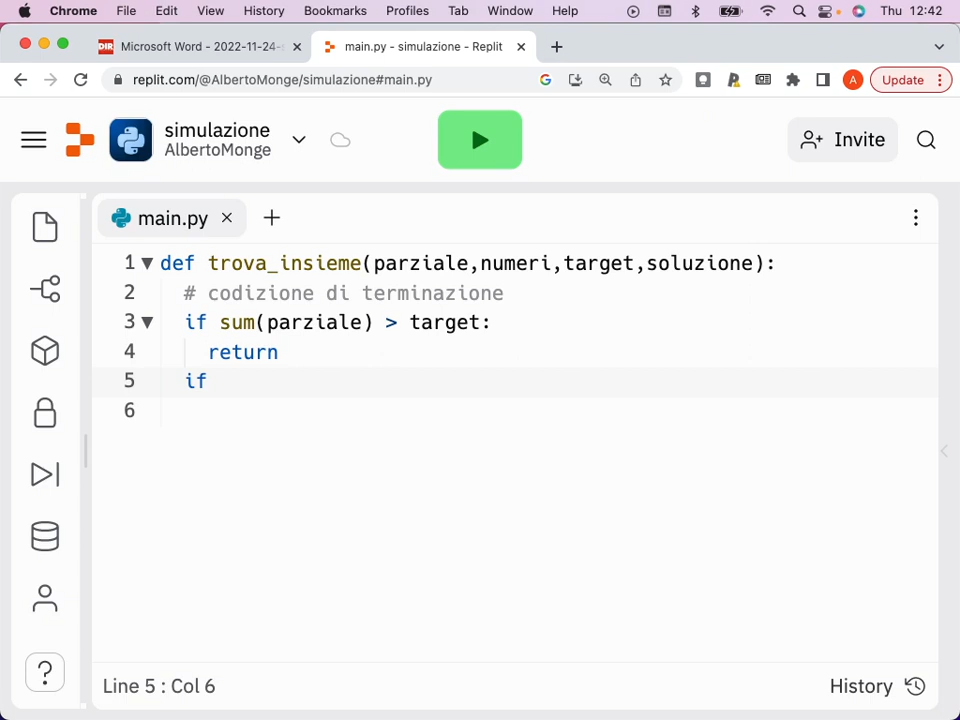 Chrome File Edit View History Bookmarks Profiles Tab Window Help Thu 12:42
DIR Microsoft Word - 2022-11-24- main.py - simulazione - Replit
replit.com/@AlbertoMonge/simulazione#main.py A Update
simulazione
AlbertoMonge
Invite
main.py
1 def trova_insieme(parziale,numeri,target,soluzione):
2 # codizione di terminazione
3 if sum(parziale) > target:
4 return
5 if
6
Line 5 : Col 6 History